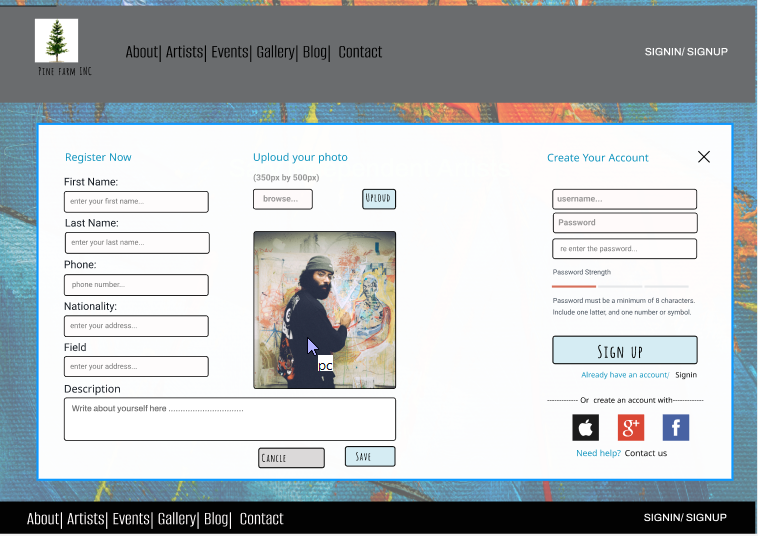 Pine farm INC
About| Artists| Events| Gallery| Blog| Contact
SIGNIN/ SIGNUP
Register Now
First Name:
enter your first name...
Last Name:
enter your last name...
Phone:
phone number...
Nationality:
enter your address...
Field
enter your address...
Description
Write about yourself here ..............................
Cancle
Save
Uploud your photo
(350px by 500px)
browse...
Uploud
pc
Create Your Account
username...
Password
re enter the password...
Password Strength
Password must be a minimum of 8 characters.
Include one latter, and one number or symbol.
Sign up
Already have an account/ Signin
------------- Or create an account with-------------
g+
f
Need help? Contact us
About| Artists| Events| Gallery| Blog| Contact
SIGNIN/ SIGNUP